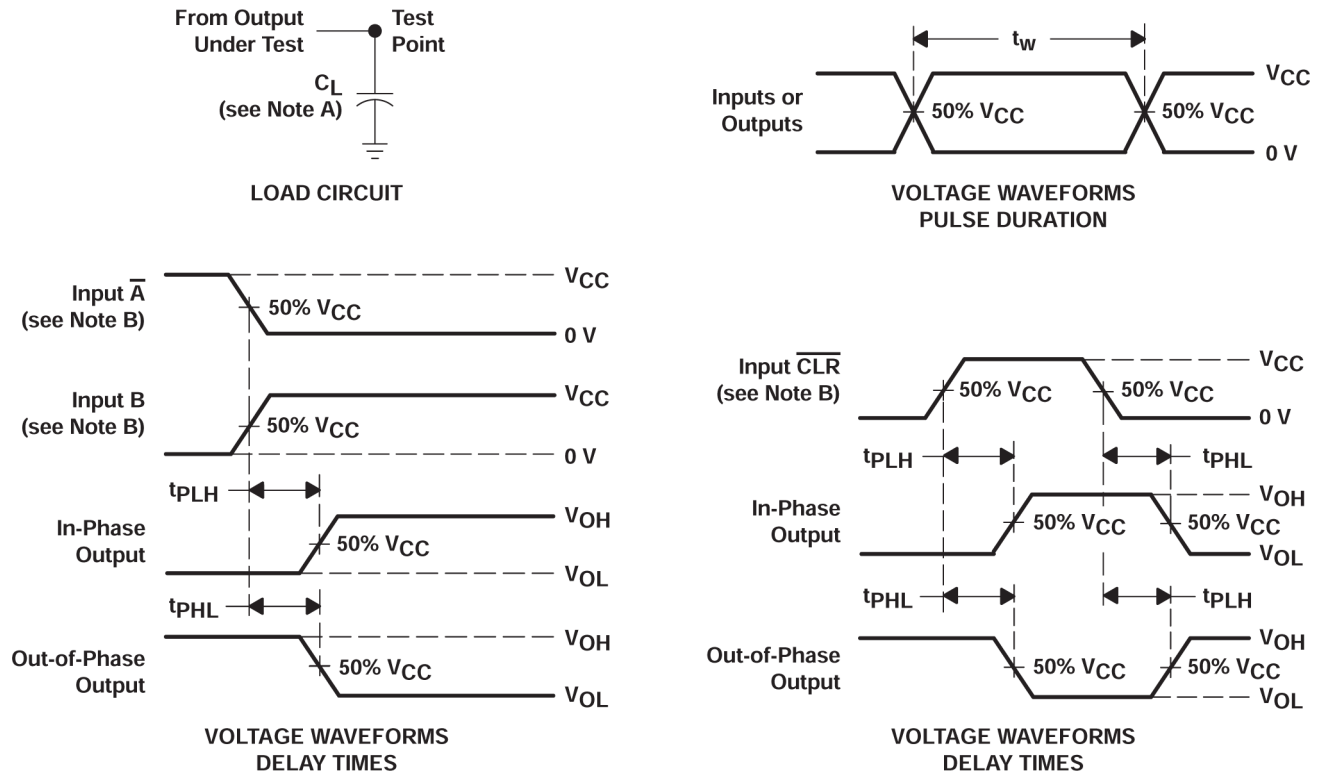 From Output
Under Test
Test
Point
CL
(see Note A)
LOAD CIRCUIT
tw
Inputs or
Outputs
50% VCC
50% VCC
VCC
0 V
VOLTAGE WAVEFORMS
PULSE DURATION
Input A̅
(see Note B)
50% VCC
VCC
0 V
Input B
(see Note B)
50% VCC
VCC
0 V
tPLH
In-Phase
Output
50% VCC
VOH
VOL
tPHL
Out-of-Phase
Output
50% VCC
VOH
VOL
VOLTAGE WAVEFORMS
DELAY TIMES
Input C̅L̅R̅
(see Note B)
50% VCC
50% VCC
VCC
0 V
tPLH
tPHL
In-Phase
Output
50% VCC
50% VCC
VOH
VOL
tPHL
tPLH
Out-of-Phase
Output
50% VCC
50% VCC
VOH
VOL
VOLTAGE WAVEFORMS
DELAY TIMES